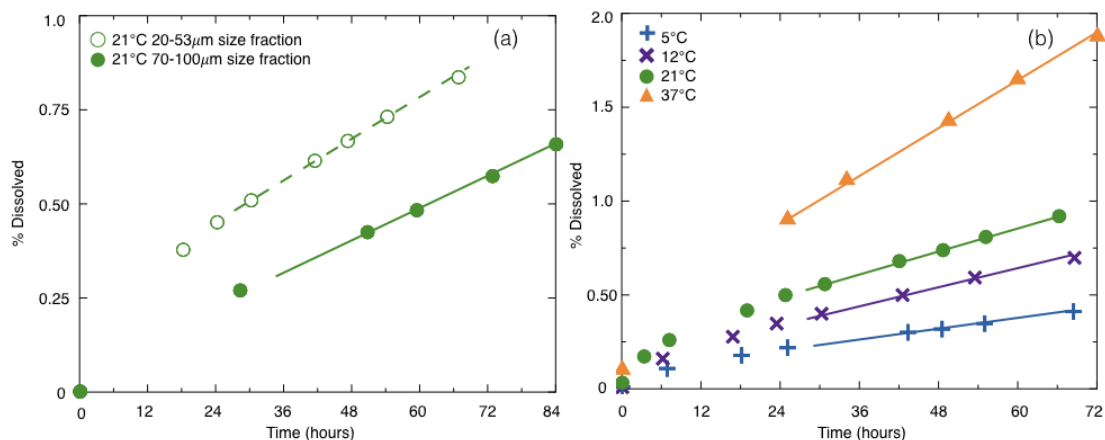 (a)
21°C 20-53μm size fraction
21°C 70-100μm size fraction
% Dissolved
1.0
0.75
0.50
0.25
0
0 12 24 36 48 60 72 84
Time (hours)
(b)
5°C
12°C
21°C
37°C
% Dissolved
2.0
1.5
1.0
0.50
0
0 12 24 36 48 60 72
Time (hours)